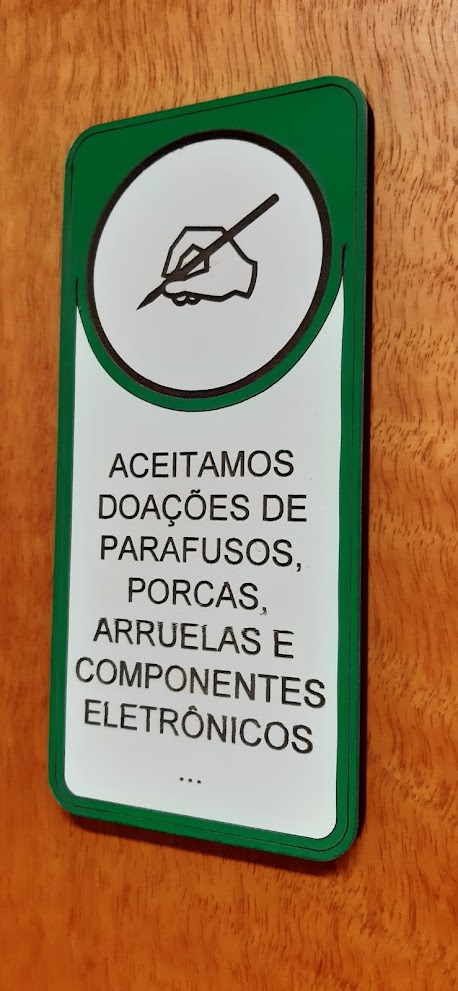 ACEITAMOS
DOAÇÕES DE
PARAFUSOS,
PORCAS,
ARRUELAS E
COMPONENTES
ELETRÔNICOS
...